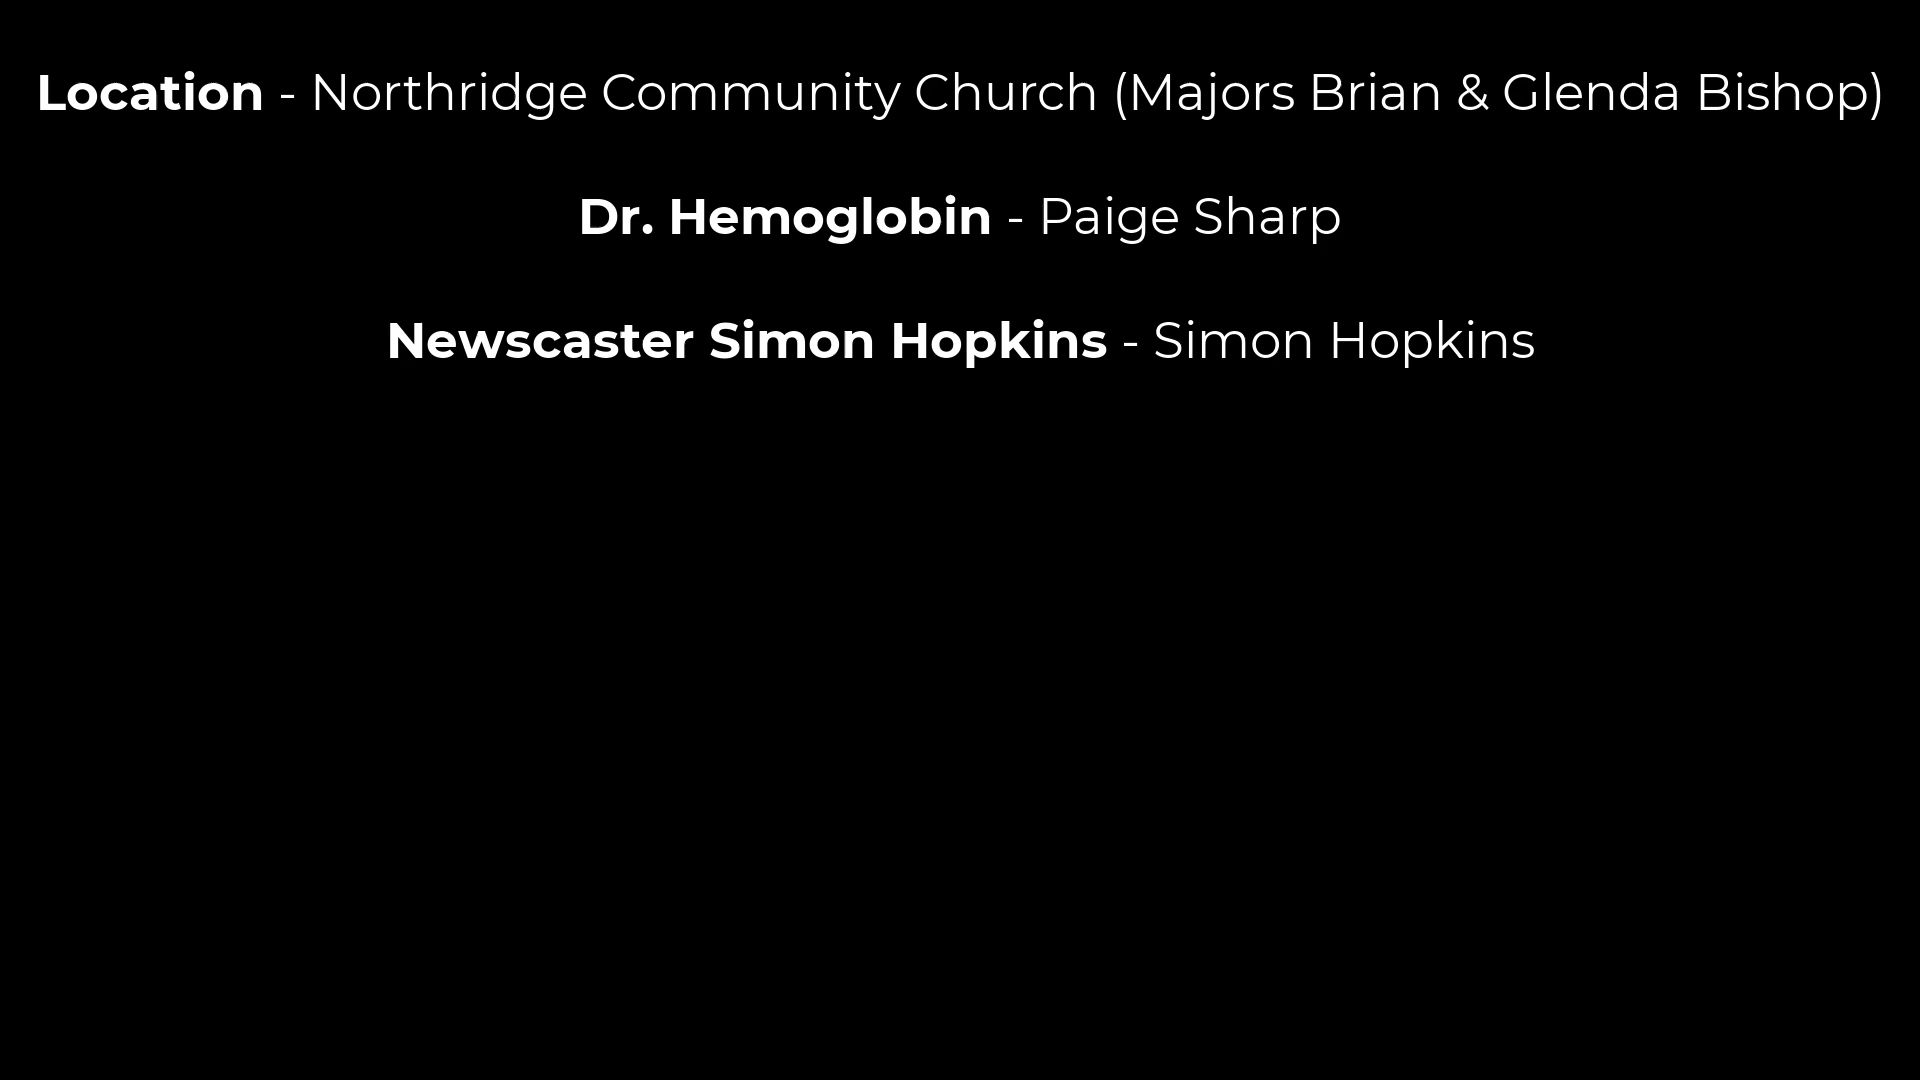 Location - Northridge Community Church (Majors Brian & Glenda Bishop)
Dr. Hemoglobin - Paige Sharp
Newscaster Simon Hopkins - Simon Hopkins